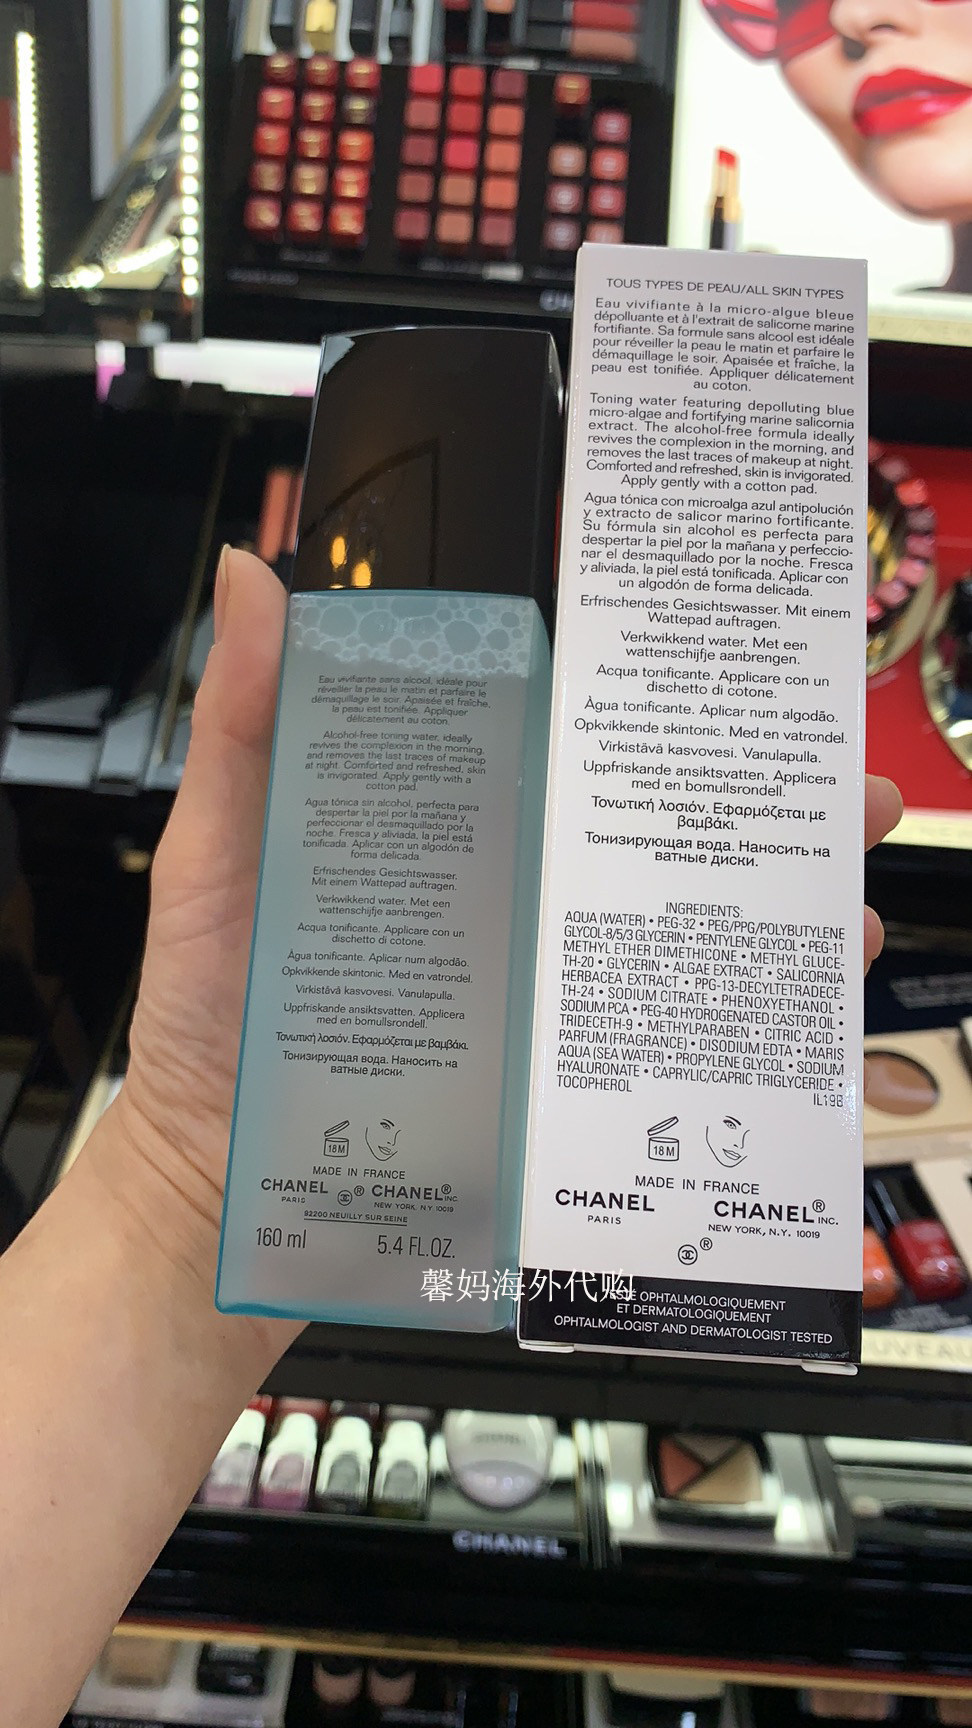 TOUS TYPES DE PEAU/ALL SKIN TYPES
Eau vivifiante à la micro-algue bleue
dépolluante et à l'extrait de salicorne marine
fortifiante. Sa formule sans alcool est idéale
pour réveiller la peau le matin et parfaire le
démaquillage le soir. Apaisée et fraîche, la
peau est tonifiée. Appliquer délicatement
au coton.
Toning water featuring depolluting blue
micro-algae and fortifying marine salicornia
extract. The alcohol-free formula ideally
revives the complexion in the morning, and
removes the last traces of makeup at night.
Comforted and refreshed, skin is invigorated.
Apply gently with a cotton pad.
Agua tónica con microalga azul antipolución
y extracto de salicor marino fortificante.
Su fórmula sin alcohol es perfecta para
despertar la piel por la mañana y perfeccio-
nar el desmaquillado por la noche. Fresca
y aliviada, la piel está tonificada. Aplicar con
un algodón de forma delicada.
Erfrischendes Gesichtswasser. Mit einem
Wattepad auftragen.
Verkwikkend water. Met een
wattenschijfje aanbrengen.
Acqua tonificante. Applicare con un
dischetto di cotone.
Àgua tonificante. Aplicar num algodão.
Opkvikkende skintonic. Med en vatrondel.
Virkistävä kasvovesi. Vanulapulla.
Uppfriskande ansiktsvatten. Applicera
med en bomullsrondell.
Τονωτική λοσιόν. Εφαρμόζεται με
βαμβάκι.
Тонизирующая вода. Наносить на
ватные диски.
INGREDIENTS:
AQUA (WATER) • PEG-32 • PEG/PPG/POLYBUTYLENE
GLYCOL-8/5/3 GLYCERIN • PENTYLENE GLYCOL • PEG-11
METHYL ETHER DIMETHICONE • METHYL GLUCE-
TH-20 • GLYCERIN • ALGAE EXTRACT • SALICORNIA
HERBACEA EXTRACT • PPG-13-DECYLTETRADECE-
TH-24 • SODIUM CITRATE • PHENOXYETHANOL •
SODIUM PCA • PEG-40 HYDROGENATED CASTOR OIL •
TRIDECETH-9 • METHYLPARABEN • CITRIC ACID •
PARFUM (FRAGRANCE) • DISODIUM EDTA • MARIS
AQUA (SEA WATER) • PROPYLENE GLYCOL • SODIUM
HYALURONATE • CAPRYLIC/CAPRIC TRIGLYCERIDE •
TOCOPHEROL
IL19B
18M
MADE IN FRANCE
CHANEL
PARIS
CHANEL® INC.
NEW YORK, N.Y. 10019
®
OPHTALMOLOGIQUEMENT
ET DERMATOLOGIQUEMENT
OPHTALMOLOGIST AND DERMATOLOGIST TESTED
Eau vivifiante sans alcool, idéale pour
réveiller la peau le matin et parfaire le
démaquillage le soir. Apaisée et fraîche,
la peau est tonifiée. Appliquer
délicatement au coton.
Alcohol-free toning water, ideally
revives the complexion in the morning,
and removes the last traces of makeup
at night. Comforted and refreshed, skin
is invigorated. Apply gently with a
cotton pad.
Agua tónica sin alcohol, perfecta para
despertar la piel por la mañana y
perfeccionar el desmaquillado por la
noche. Fresca y aliviada, la piel está
tonificada. Aplicar con un algodón de
forma delicada.
Erfrischendes Gesichtswasser.
Mit einem Wattepad auftragen.
Verkwikkend water. Met een
wattenschijfje aanbrengen.
Acqua tonificante. Applicare con un
dischetto di cotone.
Àgua tonificante. Aplicar num algodão.
Opkvikkende skintonic. Med en vatrondel.
Virkistävä kasvovesi. Vanulapulla.
Uppfriskande ansiktsvatten. Applicera
med en bomullsrondell.
Τονωτική λοσιόν. Εφαρμόζεται με βαμβάκι.
Тонизирующая вода. Наносить на
ватные диски.
18M
MADE IN FRANCE
CHANEL
PARIS
®
CHANEL® INC.
NEW YORK, N.Y. 10019
92200 NEUILLY SUR SEINE
160 ml
5.4 FL.OZ.
馨妈海外代购
CHANEL